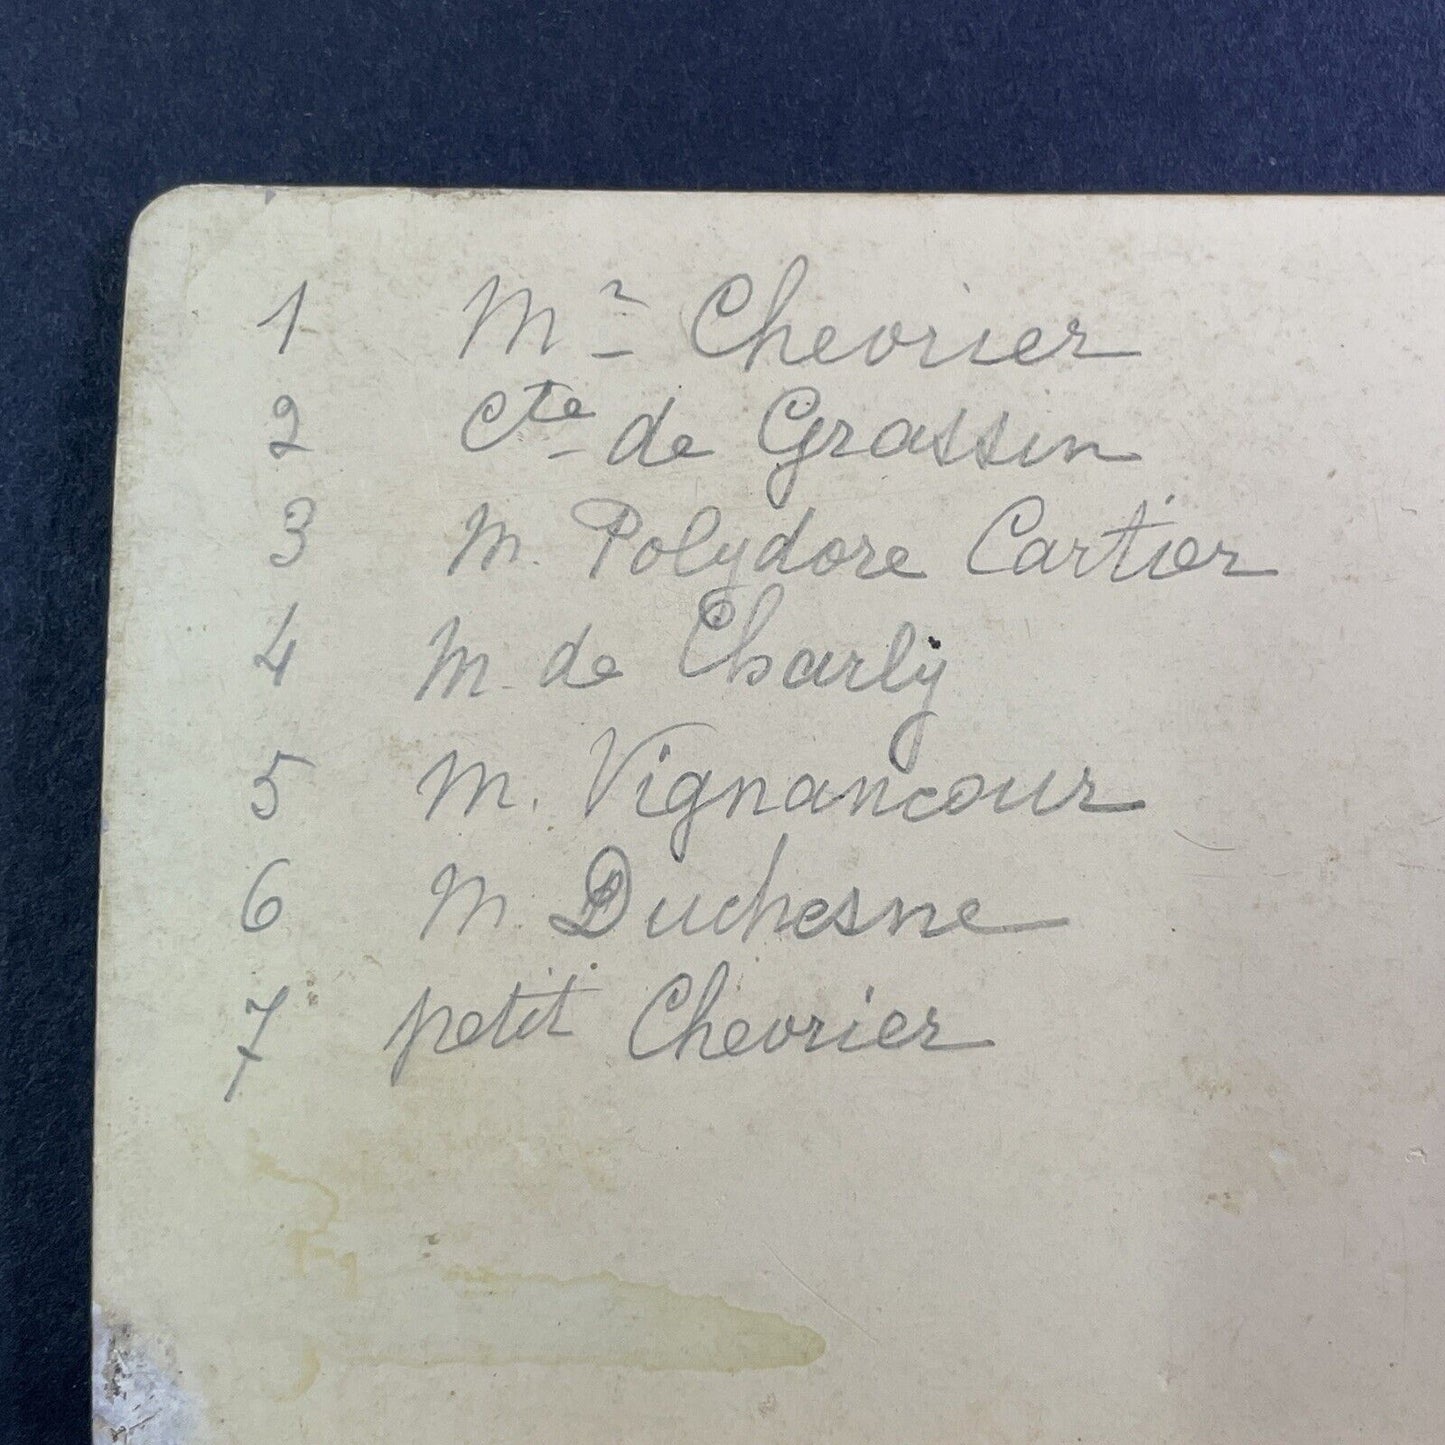 1 Mr Chevrier
2 Cte de Grassin
3 M. Polydore Cartier
4 M. de Charly
5 M. Vignancour
6 M. Duchesne
7 petit Chevrier